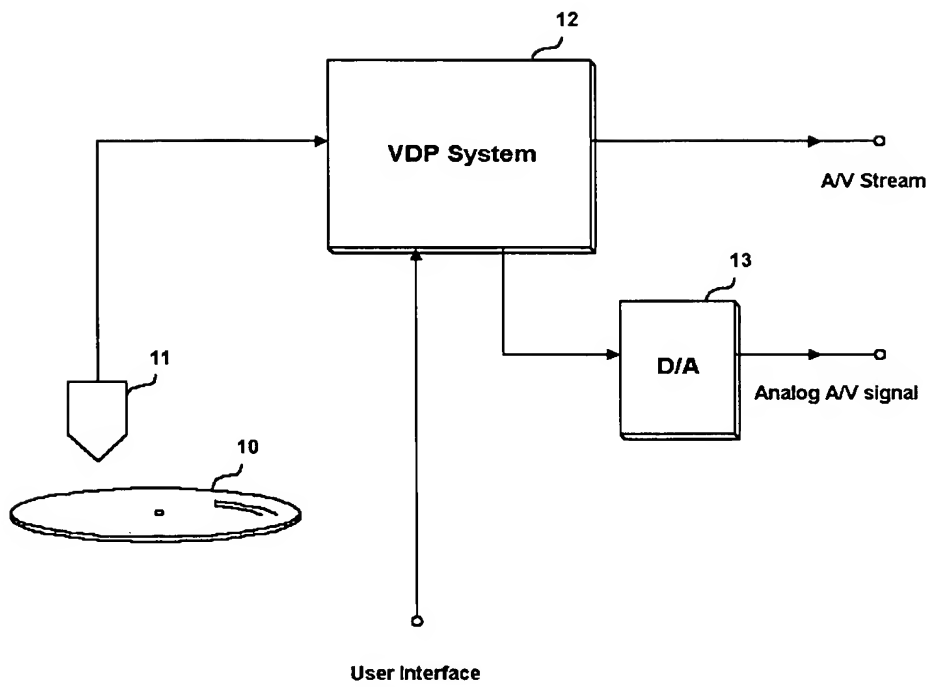 12
VDP System
A/V Stream
13
D/A
Analog A/V signal
11
10
User Interface